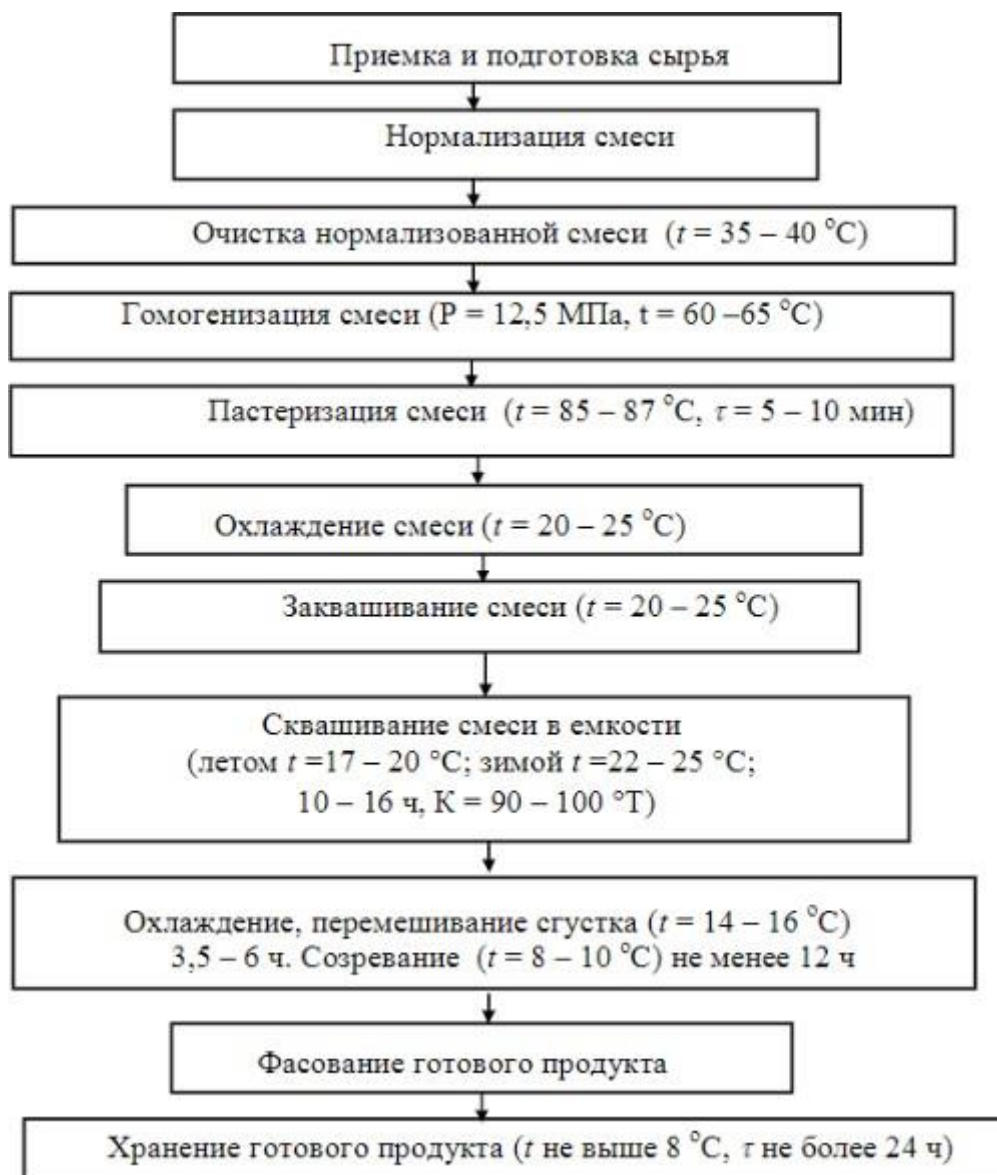 Приемка и подготовка сырья
Нормализация смеси
Очистка нормализованной смеси (t = 35 – 40 °С)
Гомогенизация смеси (Р = 12,5 МПа, t = 60 –65 °С)
Пастеризация смеси (t = 85 – 87 °С, τ = 5 – 10 мин)
Охлаждение смеси (t = 20 – 25 °С)
Заквашивание смеси (t = 20 – 25 °С)
Сквашивание смеси в емкости
(летом t =17 – 20 °С; зимой t =22 – 25 °С;
10 – 16 ч, К = 90 – 100 °Т)
Охлаждение, перемешивание сгустка (t = 14 – 16 °С)
3,5 – 6 ч. Созревание (t = 8 – 10 °С) не менее 12 ч
Фасование готового продукта
Хранение готового продукта (t не выше 8 °С, τ не более 24 ч)